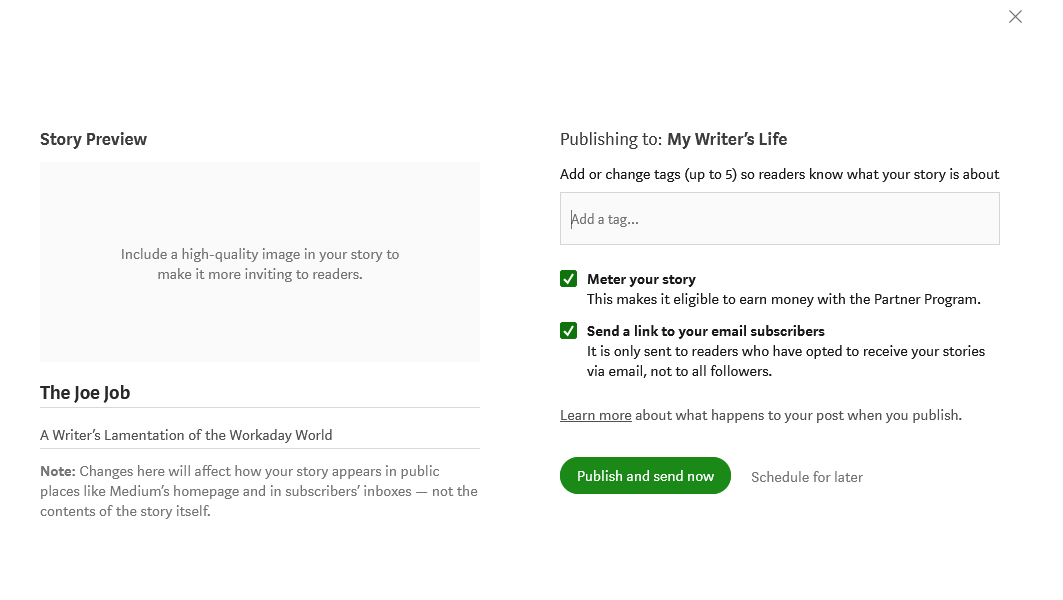 Story Preview
Include a high-quality image in your story to
make it more inviting to readers.
The Joe Job
A Writer’s Lamentation of the Workaday World
Note: Changes here will affect how your story appears in public
places like Medium’s homepage and in subscribers’ inboxes — not the
contents of the story itself.
Publishing to: My Writer’s Life
Add or change tags (up to 5) so readers know what your story is about
Add a tag...
Meter your story
This makes it eligible to earn money with the Partner Program.
Send a link to your email subscribers
It is only sent to readers who have opted to receive your stories
via email, not to all followers.
Learn more about what happens to your post when you publish.
Publish and send now
Schedule for later